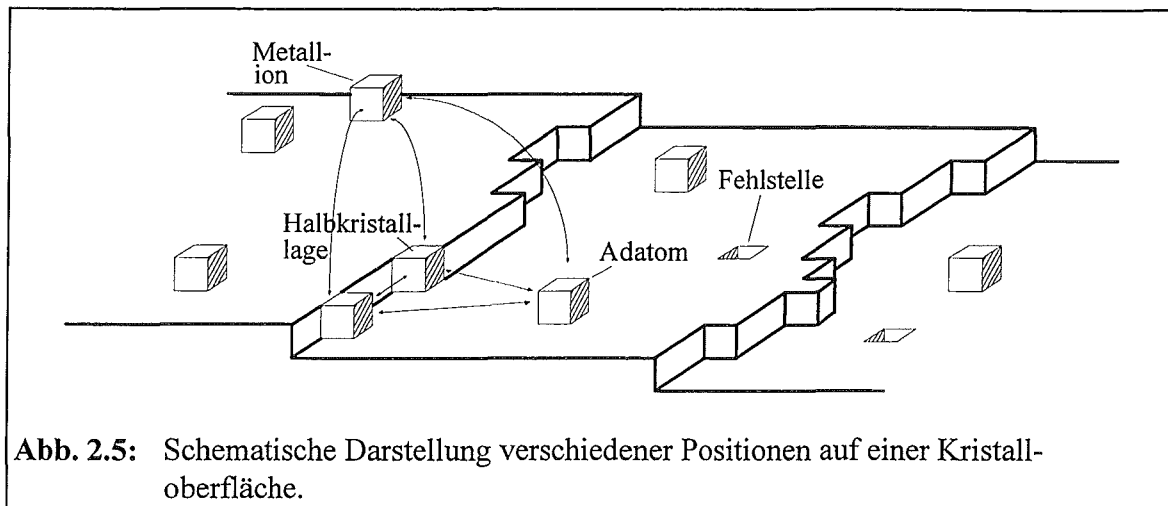 Metall-
ion
Halbkristall-
lage
Fehlstelle
Adatom
Abb. 2.5: Schematische Darstellung verschiedener Positionen auf einer Kristall-
oberfläche.